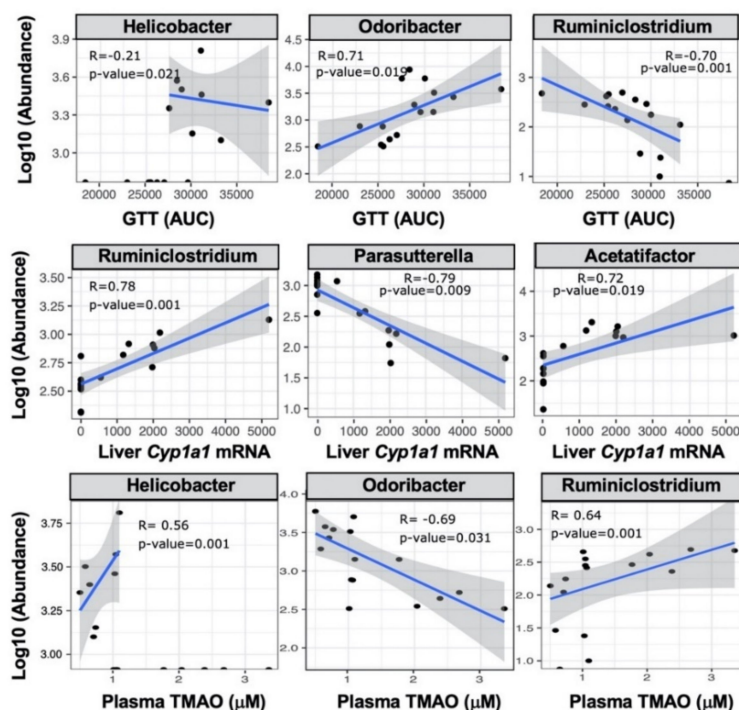 Helicobacter
Odoribacter
Ruminiclostridium
Log10 (Abundance)
3.9
3.6
3.3
3.0
R=-0.21
p-value=0.021
20000 25000 30000 35000
GTT (AUC)
4.5
4.0
3.5
3.0
2.5
2.0
R=0.71
p-value=0.019
20000 25000 30000 35000
GTT (AUC)
3
2
1
R=-0.70
p-value=0.001
20000 25000 30000 35000
GTT (AUC)
Ruminiclostridium
Parasutterella
Acetatifactor
Log10 (Abundance)
3.50
3.25
3.00
2.75
2.50
R=0.78
p-value=0.001
0 1000 2000 3000 4000 5000
Liver Cyp1a1 mRNA
3.0
2.5
2.0
1.5
1.0
R=-0.79
p-value=0.009
0 1000 2000 3000 4000 5000
Liver Cyp1a1 mRNA
4
3
2
R=0.72
p-value=0.019
0 1000 2000 3000 4000 5000
Liver Cyp1a1 mRNA
Helicobacter
Odoribacter
Ruminiclostridium
Log10 (Abundance)
3.75
3.50
3.25
3.00
R= 0.56
p-value=0.001
1 2 3
Plasma TMAO (μM)
4.0
3.5
3.0
2.5
2.0
R= -0.69
p-value=0.031
1 2 3
Plasma TMAO (μM)
2.5
2.0
1.5
1.0
R= 0.64
p-value=0.001
1 2 3
Plasma TMAO (μM)